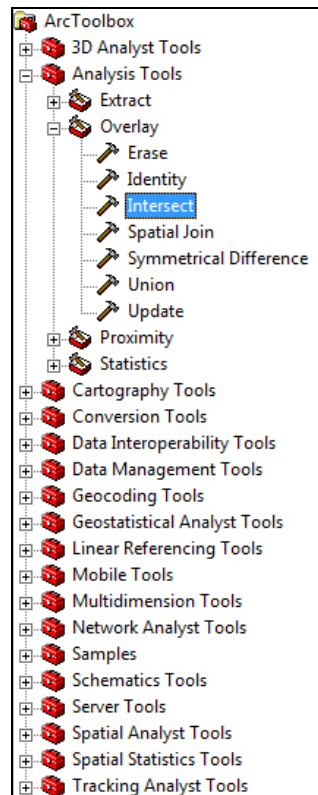 ArcToolbox
3D Analyst Tools
Analysis Tools
Extract
Overlay
Erase
Identity
Intersect
Spatial Join
Symmetrical Difference
Union
Update
Proximity
Statistics
Cartography Tools
Conversion Tools
Data Interoperability Tools
Data Management Tools
Geocoding Tools
Geostatistical Analyst Tools
Linear Referencing Tools
Mobile Tools
Multidimension Tools
Network Analyst Tools
Samples
Schematics Tools
Server Tools
Spatial Analyst Tools
Spatial Statistics Tools
Tracking Analyst Tools